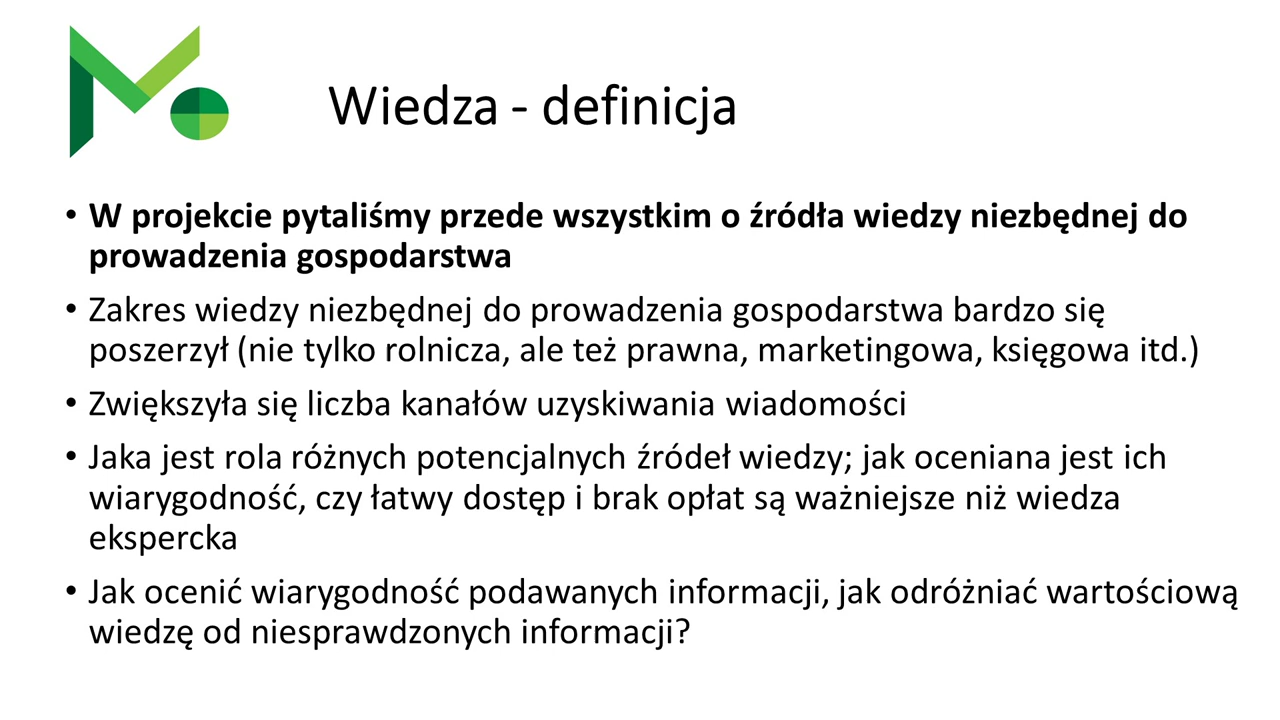 Wiedza - definicja
• W projekcie pytaliśmy przede wszystkim o źródła wiedzy niezbędnej do
prowadzenia gospodarstwa
• Zakres wiedzy niezbędnej do prowadzenia gospodarstwa bardzo się
poszerzył (nie tylko rolnicza, ale też prawna, marketingowa, księgowa itd.)
• Zwiększyła się liczba kanałów uzyskiwania wiadomości
• Jaka jest rola różnych potencjalnych źródeł wiedzy; jak oceniana jest ich
wiarygodność, czy łatwy dostęp i brak opłat są ważniejsze niż wiedza
ekspercka
• Jak ocenić wiarygodność podawanych informacji, jak odróżniać wartościową
wiedzę od niesprawdzonych informacji?